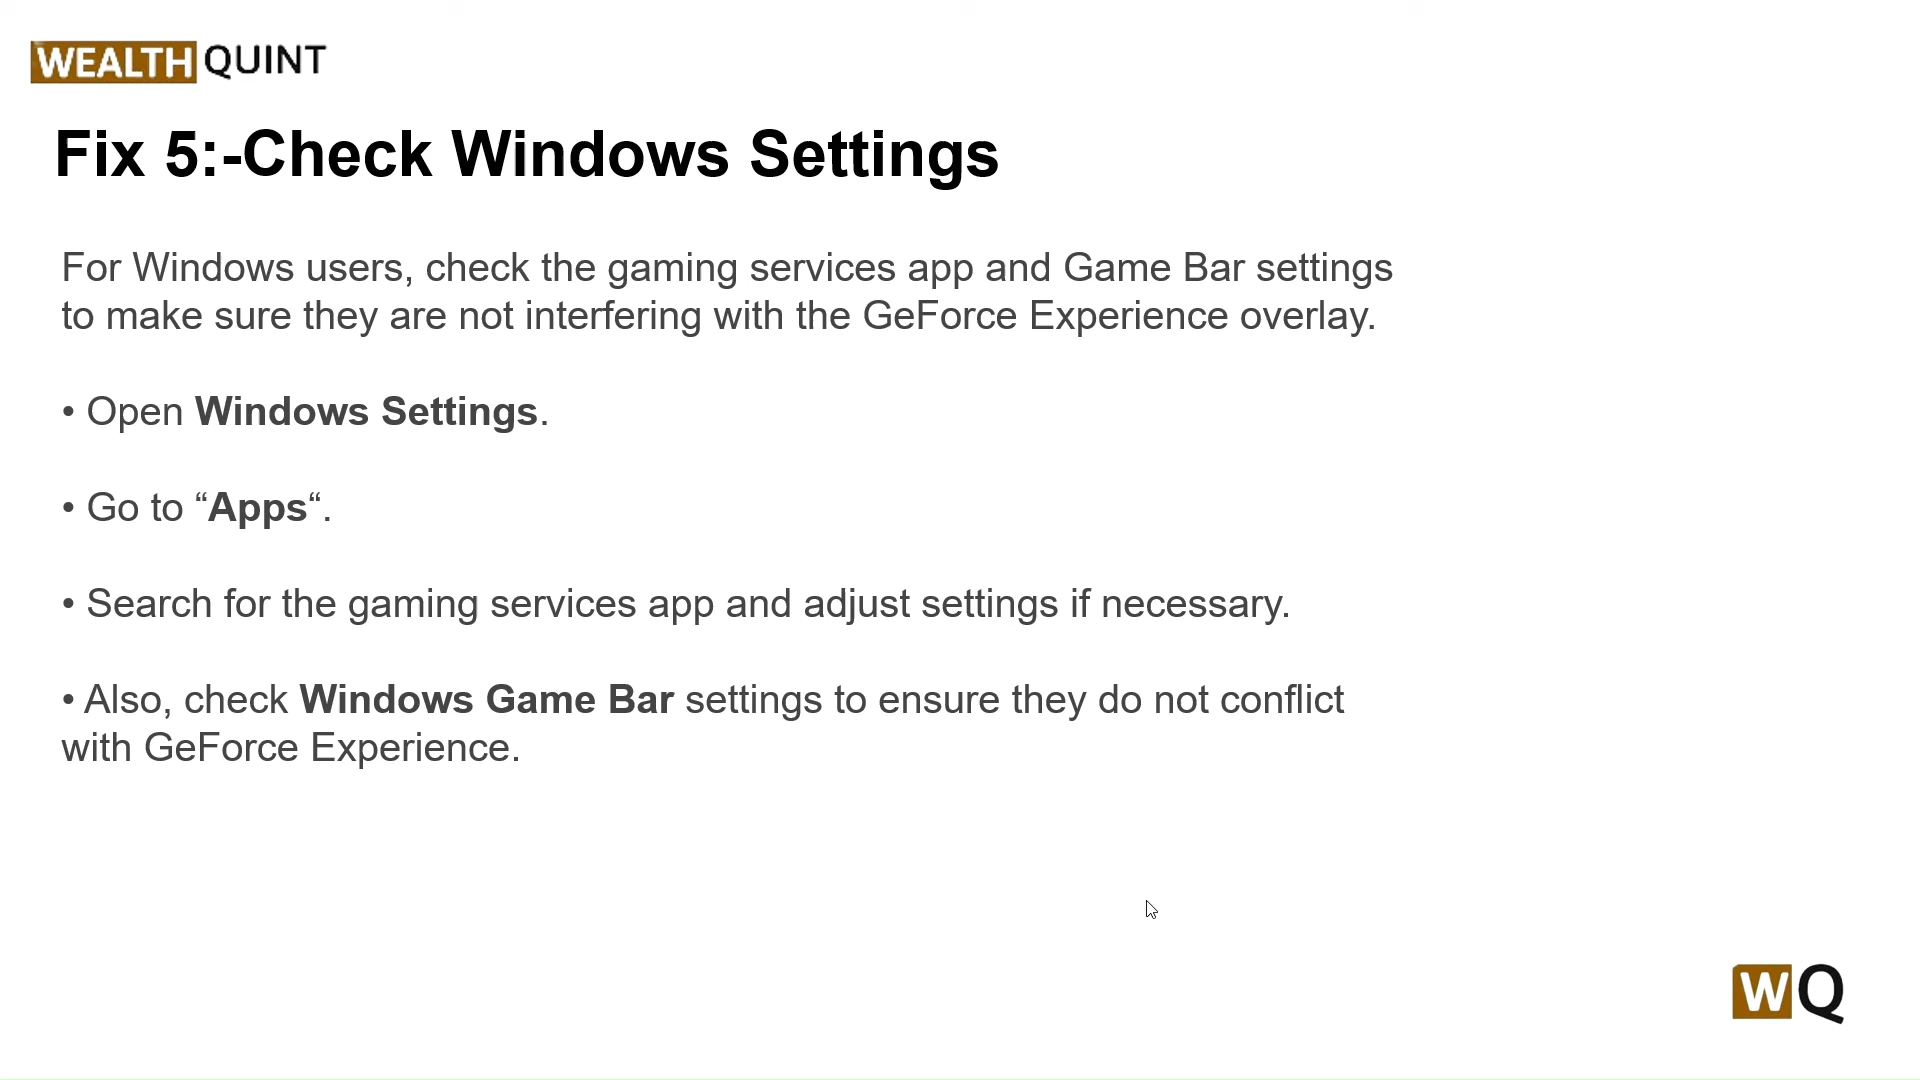 WEALTH QUINT
Fix 5:-Check Windows Settings
For Windows users, check the gaming services app and Game Bar settings
to make sure they are not interfering with the GeForce Experience overlay.
• Open Windows Settings.
• Go to “Apps“.
• Search for the gaming services app and adjust settings if necessary.
• Also, check Windows Game Bar settings to ensure they do not conflict
with GeForce Experience.
WQ